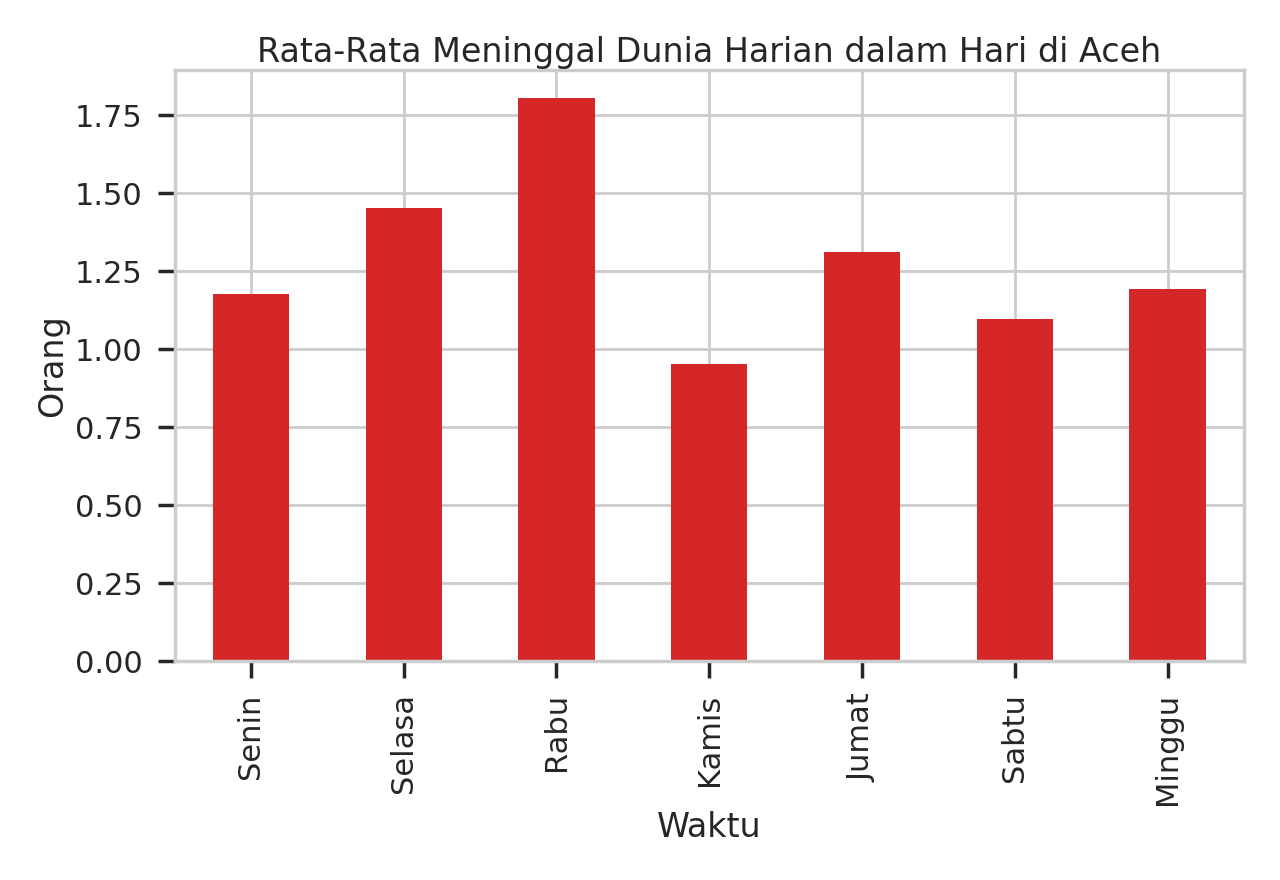 Rata-Rata Meninggal Dunia Harian dalam Hari di Aceh
1.75
1.50
1.25
1.00
0.75
0.50
0.25
0.00
Orang
Senin
Selasa
Rabu
Kamis
Jumat
Sabtu
Minggu
Waktu